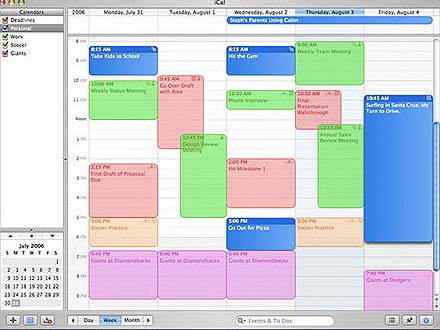 iCal
Calendars
Deadlines
Personal
Work
Soccer
Giants
2006
Monday, July 31
Tuesday, August 1
Wednesday, August 2
Thursday, August 3
Friday, August 4
Steph's Parents Using Cabin
8 AM
9 AM
10 AM
11 AM
Noon
1 PM
2 PM
3 PM
4 PM
5 PM
6 PM
7 PM
8 PM
8:15 AM
Take Kids to School
10:00 AM
Weekly Status Meeting
2:15 PM
First Draft of Proposal
Due
5:00 PM
Soccer Practice
6:40 PM
Giants at Diamondbacks
9:45 AM
Go Over Draft
with Alex
12:45 PM
Design Review
Meeting
6:40 PM
Giants at Diamondbacks
8:15 AM
Hit the Gym
10:30 AM
Phone Interview
2:00 PM
Hit Milestone 1
5:00 PM
Go Out for Pizza
6:40 PM
Giants at Diamondbacks
8:00 AM
Weekly Team Meeting
10:30 AM
Final
Presentation
Walkthrough
12:15 PM
Annual Sales
Review Meeting
5:00 PM
Soccer Practice
10:45 AM
Surfing in Santa Cruz, My
Turn to Drive.
7:40 PM
Giants at Dodgers
July 2006
S M T W T F S
1
2 3 4 5 6 7 8
9 10 11 12 13 14 15
16 17 18 19 20 21 22
23 24 25 26 27 28 29
30 31
Day
Week
Month
Events & To Dos